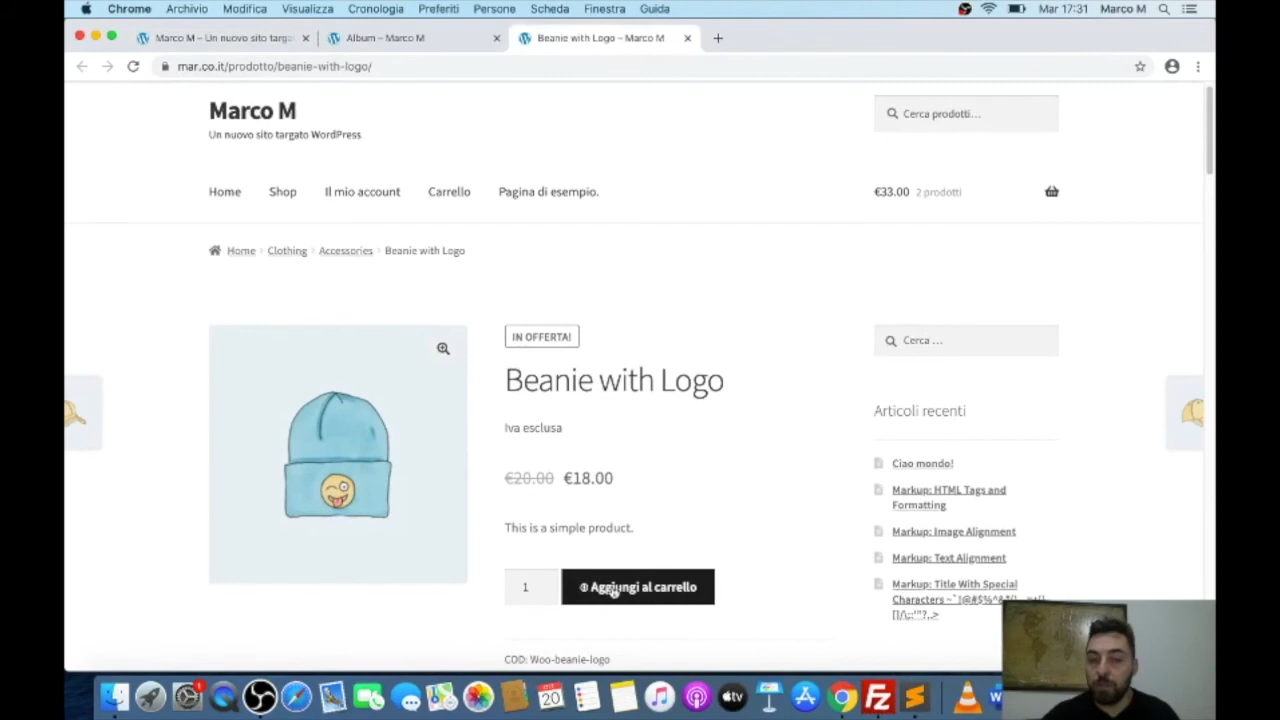 Chrome Archivio Modifica Visualizza Cronologia Preferiti Persone Scheda Finestra Guida Mar 17:31 Marco M
Marco M – Un nuovo sito targa
Album – Marco M
Beanie with Logo – Marco M
mar.co.it/prodotto/beanie-with-logo/
Marco M
Un nuovo sito targato WordPress
Cerca prodotti…
Home Shop Il mio account Carrello Pagina di esempio.
€33.00 2 prodotti
Home Clothing Accessories Beanie with Logo
IN OFFERTA!
Beanie with Logo
Iva esclusa
€20.00 €18.00
This is a simple product.
1 Aggiungi al carrello
COD: Woo-beanie-logo
Cerca …
Articoli recenti
Ciao mondo!
Markup: HTML Tags and
Formatting
Markup: Image Alignment
Markup: Text Alignment
Markup: Title With Special
Characters
1
20
tv
Fz
W